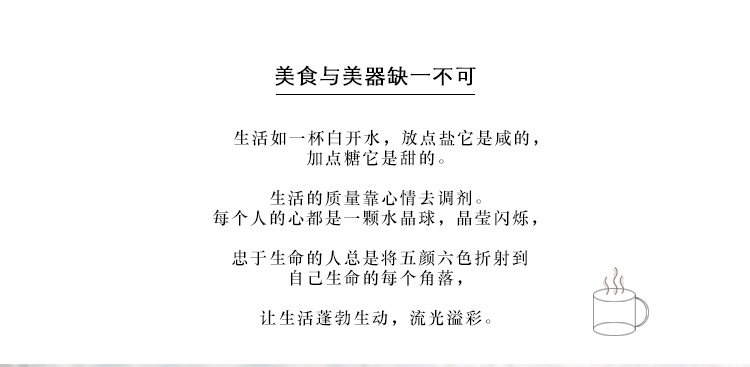 美食与美器缺一不可
生活如一杯白开水，放点盐它是咸的，
加点糖它是甜的。
生活的质量靠心情去调剂。
每个人的心都是一颗水晶球，晶莹闪烁，
忠于生命的人总是将五颜六色折射到
自己生命的每个角落，
让生活蓬勃生动，流光溢彩。